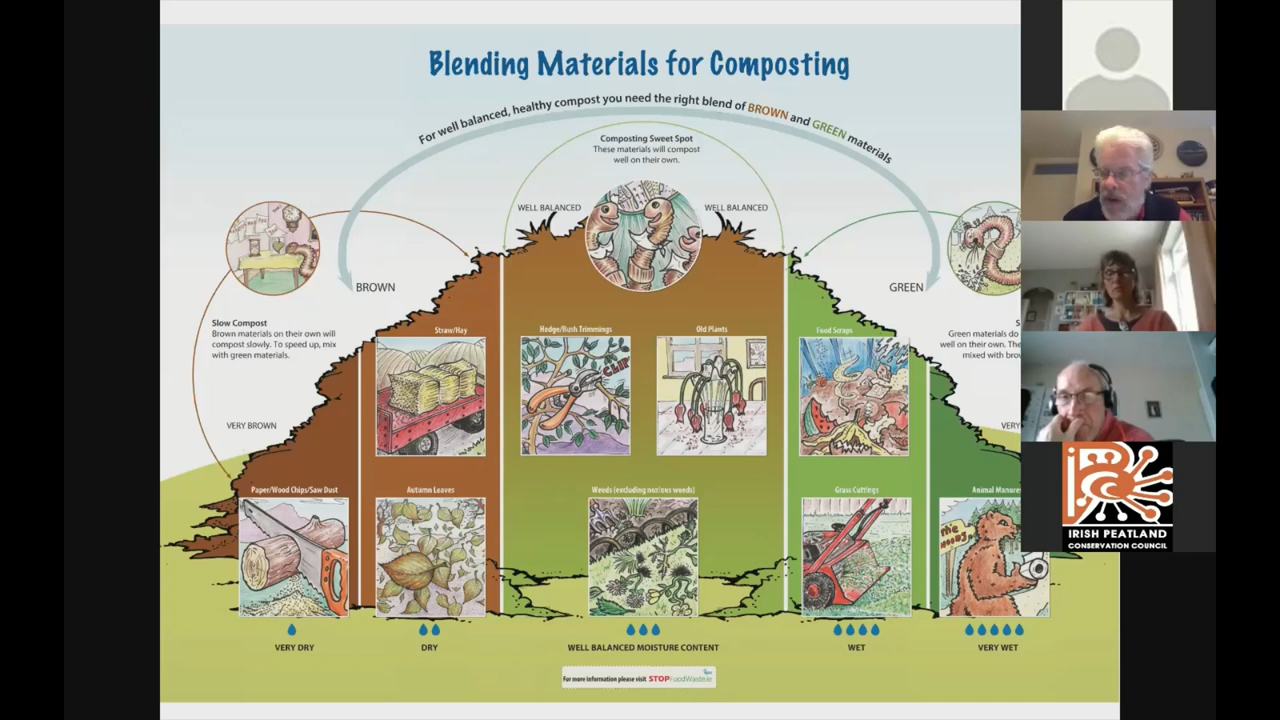 Blending Materials for Composting
For well balanced, healthy compost you need the right blend of BROWN and GREEN materials
Composting Sweet Spot
These materials will compost
well on their own.
WELL BALANCED
WELL BALANCED
BROWN
GREEN
Slow Compost
Brown materials on their own will
compost slowly. To speed up, mix
with green materials.
S
Green materials do
well on their own. The
mixed with brow
VERY BROWN
VERY
Straw/Hay
Hedge/Bush Trimmings
Old Plants
Food Scraps
CLIP
Paper/Wood Chips/Saw Dust
Autumn Leaves
Weeds (excluding noxious weeds)
Grass Cuttings
Animal Manures
The
WOODS
IRISH PEATLAND
CONSERVATION COUNCIL
VERY DRY
DRY
WELL BALANCED MOISTURE CONTENT
WET
VERY WET
For more information please visit STOPFoodWaste.ie